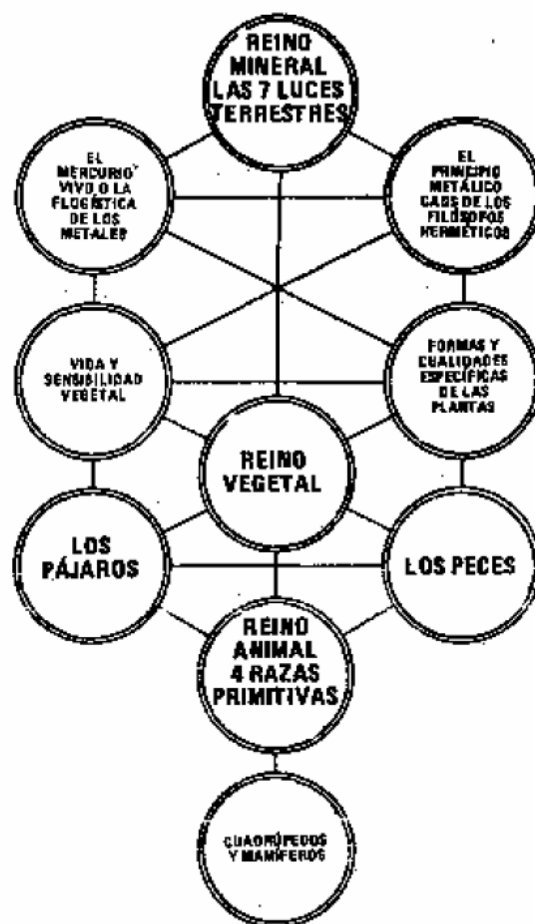 REINO
MINERAL
LAS 7 LUCES
TERRESTRES
EL
MERCURIO
VIVO O LA
FLOGÍSTICA
DE LOS
METALES
EL
PRINCIPIO
METÁLICO
CAOS DE LOS
FILÓSOFOS
HERMÉTICOS
VIDA Y
SENSIBILIDAD
VEGETAL
FORMAS Y
CUALIDADES
ESPECÍFICAS
DE LAS
PLANTAS
REINO
VEGETAL
LOS
PÁJAROS
LOS PECES
REINO
ANIMAL
4 RAZAS
PRIMITIVAS
CUADRÚPEDOS
Y MAMÍFEROS